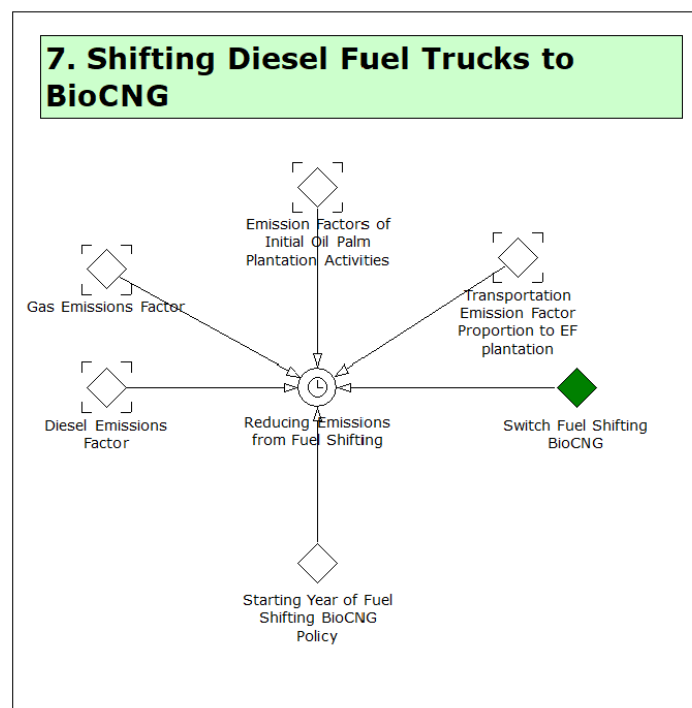 7. Shifting Diesel Fuel Trucks to
BioCNG
Emission Factors of
Initial Oil Palm
Plantation Activities
Gas Emissions Factor
Transportation
Emission Factor
Proportion to EF
plantation
Diesel Emissions
Factor
Reducing Emissions
from Fuel Shifting
Switch Fuel Shifting
BioCNG
Starting Year of Fuel
Shifting BioCNG
Policy